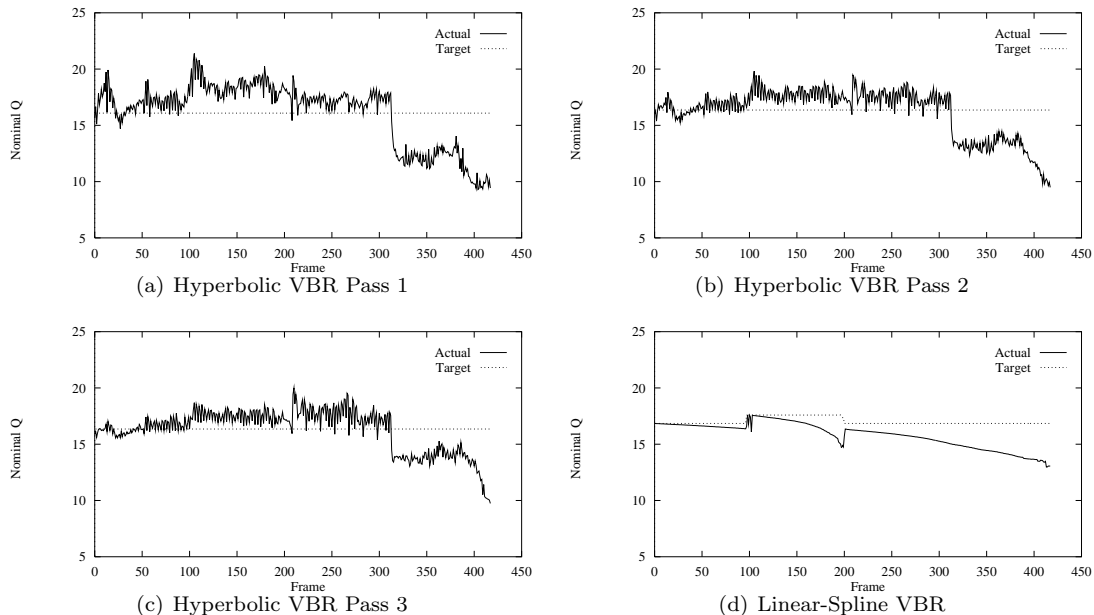 25
20
15
10
5
Nominal Q
Actual
Target
0 50 100 150 200 250 300 350 400 450
Frame
(a) Hyperbolic VBR Pass 1
25
20
15
10
5
Nominal Q
Actual
Target
0 50 100 150 200 250 300 350 400 450
Frame
(b) Hyperbolic VBR Pass 2
25
20
15
10
5
Nominal Q
Actual
Target
0 50 100 150 200 250 300 350 400 450
Frame
(c) Hyperbolic VBR Pass 3
25
20
15
10
5
Nominal Q
Actual
Target
0 50 100 150 200 250 300 350 400 450
Frame
(d) Linear-Spline VBR